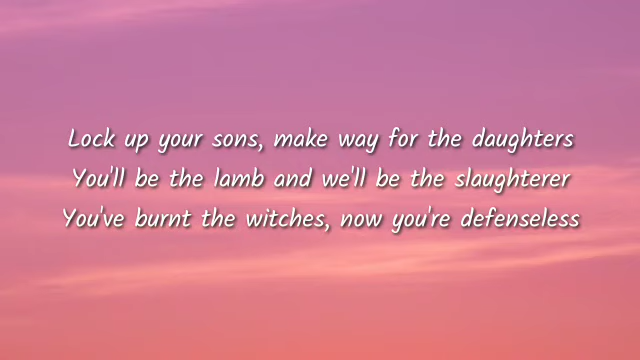 Lock up your sons, make way for the daughters
You'll be the lamb and we'll be the slaughterer
You've burnt the witches, now you're defenseless